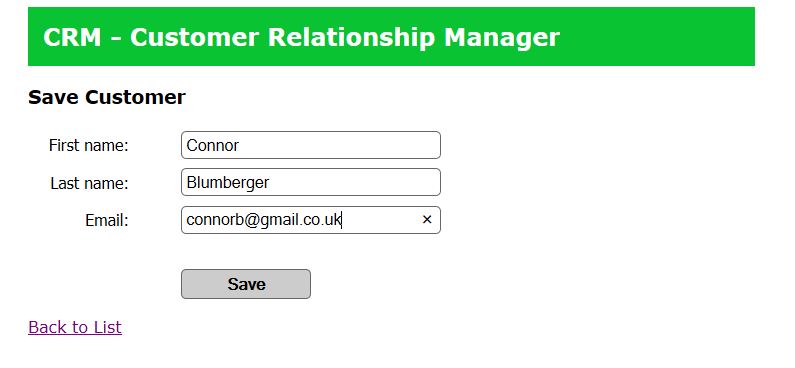 CRM - Customer Relationship Manager
Save Customer
First name: Connor
Last name: Blumberger
Email: connorb@gmail.co.uk ×
Save
Back to List